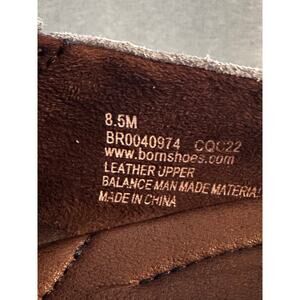 8.5M
BR0040974 CQC22
www.bornshoes.com
LEATHER UPPER
BALANCE MAN MADE MATERIAL
MADE IN CHINA